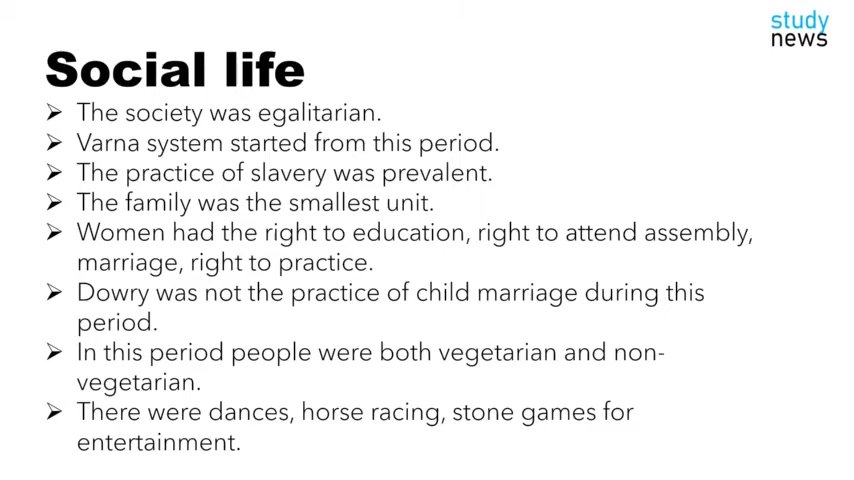 study
news
Social life
➢ The society was egalitarian.
➢ Varna system started from this period.
➢ The practice of slavery was prevalent.
➢ The family was the smallest unit.
➢ Women had the right to education, right to attend assembly,
marriage, right to practice.
➢ Dowry was not the practice of child marriage during this
period.
➢ In this period people were both vegetarian and non-
vegetarian.
➢ There were dances, horse racing, stone games for
entertainment.